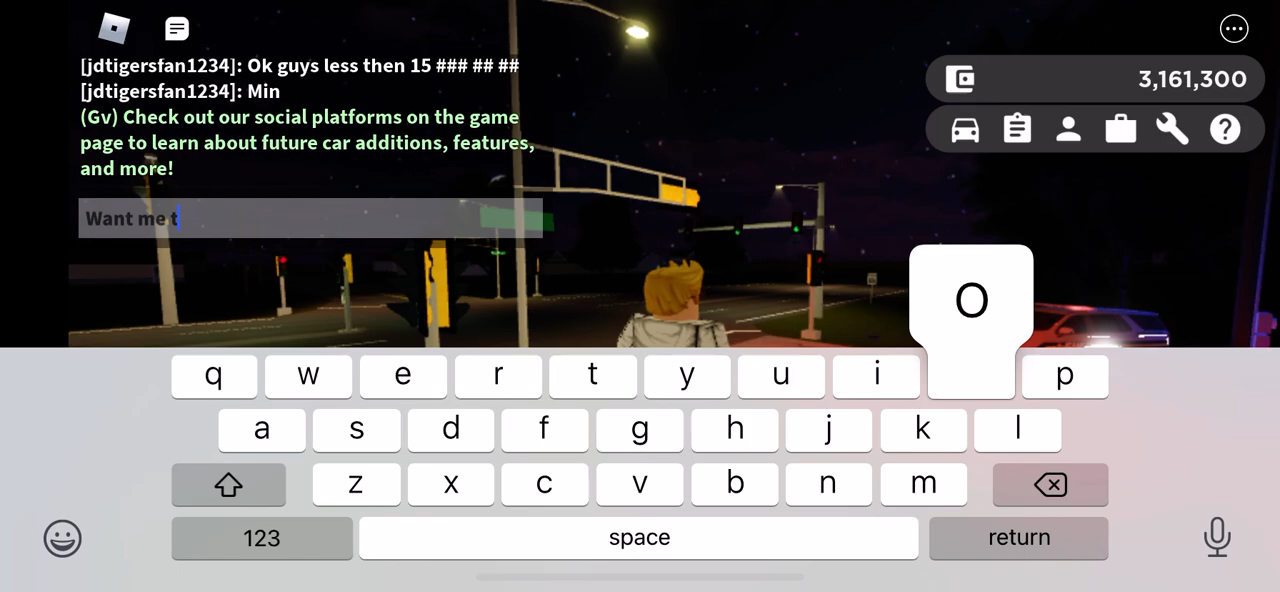 [jdtigersfan1234]: Ok guys less then 15 ### ## ##
[jdtigersfan1234]: Min
(Gv) Check out our social platforms on the game
page to learn about future car additions, features,
and more!
Want me t
3,161,300
O
q w e r t y u i p
a s d f g h j k l
z x c v b n m
123 space return